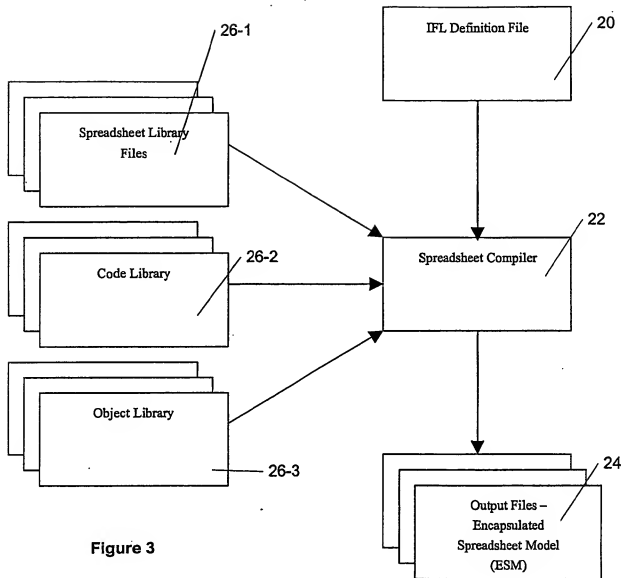 26-1
IFL Definition File
20
Spreadsheet Library
Files
22
26-2
Spreadsheet Compiler
Code Library
Object Library
26-3
24
Output Files –
Encapsulated
Spreadsheet Model
(ESM)
Figure 3